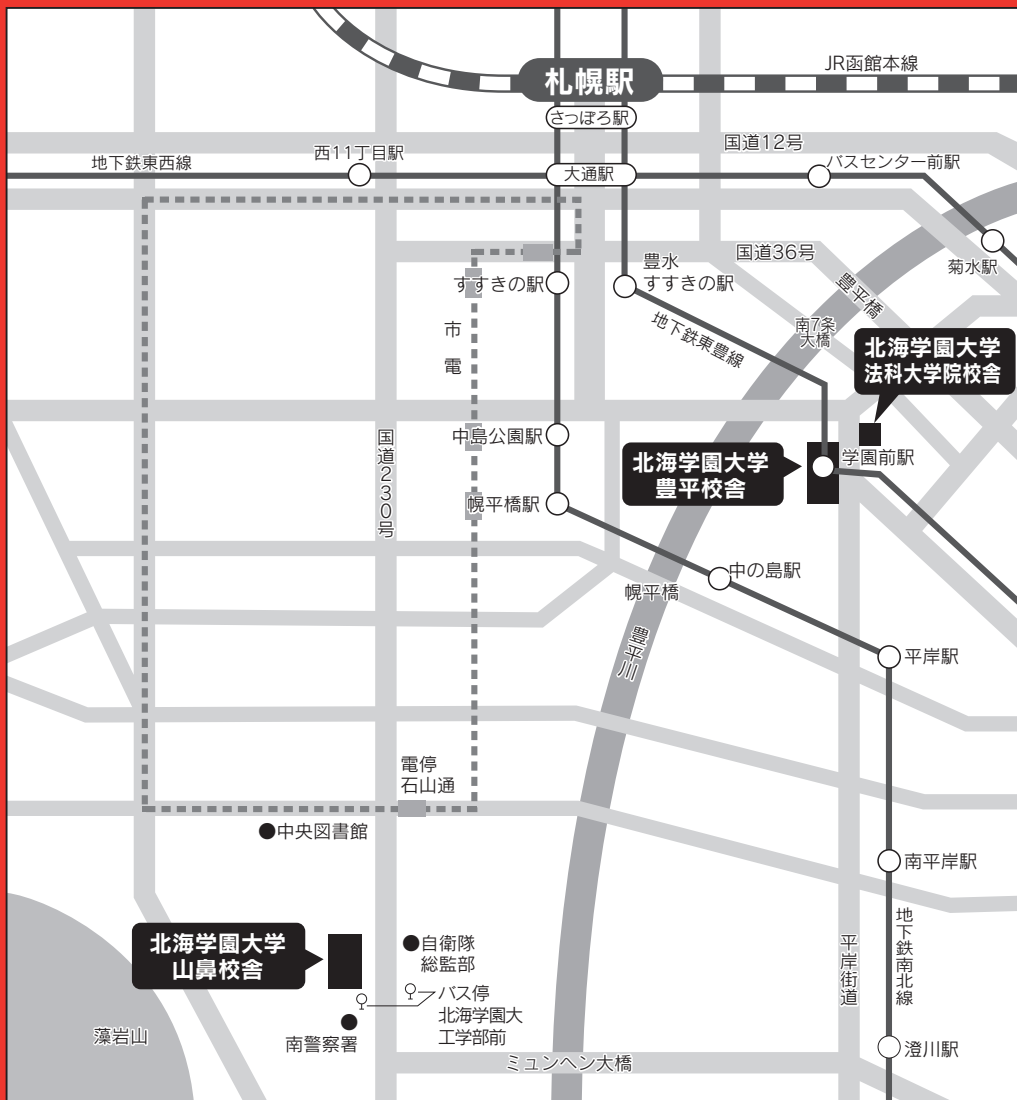 JR函館本線
札幌駅
さっぽろ駅
国道12号
地下鉄東西線
西11丁目駅
大通駅
バスセンター前駅
国道36号
菊水駅
豊水
すすきの駅
すすきの駅
豊平橋
市電
地下鉄東豊線
南7条
大橋
北海学園大学
法科大学院校舎
中島公園駅
国道230号
北海学園大学
豊平校舎
学園前駅
幌平橋駅
中の島駅
幌平橋
豊平川
平岸駅
電停
石山通
中央図書館
南平岸駅
地下鉄南北線
平岸街道
北海学園大学
山鼻校舎
自衛隊
総監部
バス停
北海学園大
工学部前
南警察署
藻岩山
ミュンヘン大橋
澄川駅